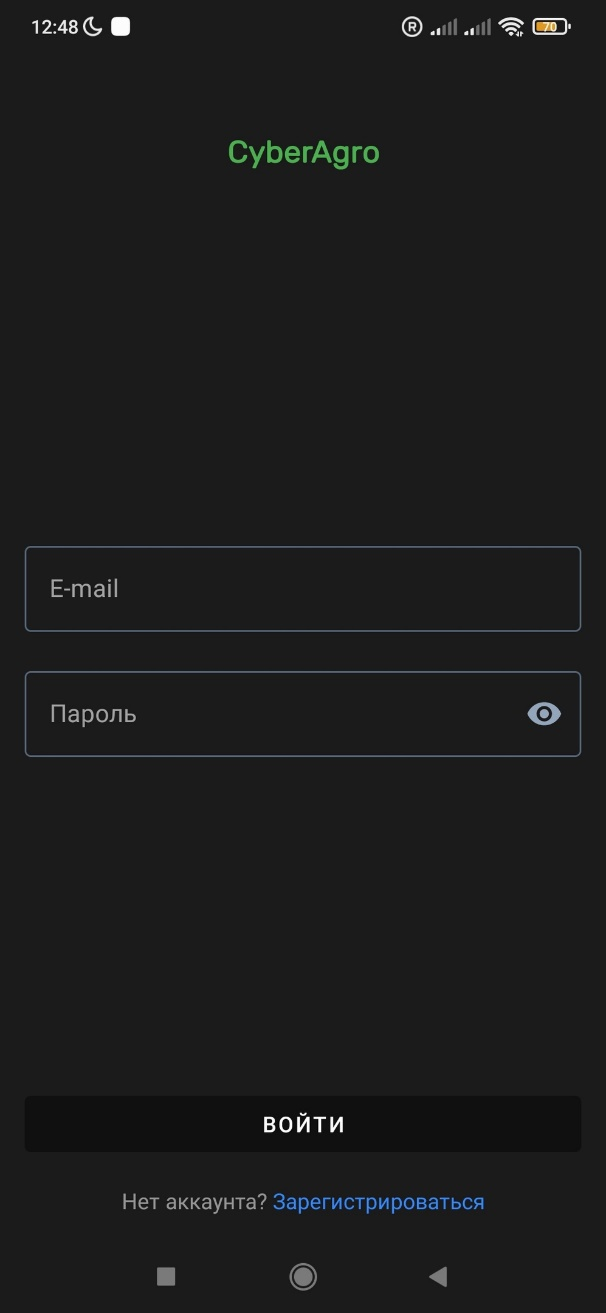 12:48 R 70
CyberAgro
E-mail
Пароль
ВОЙТИ
Нет аккаунта? Зарегистрироваться